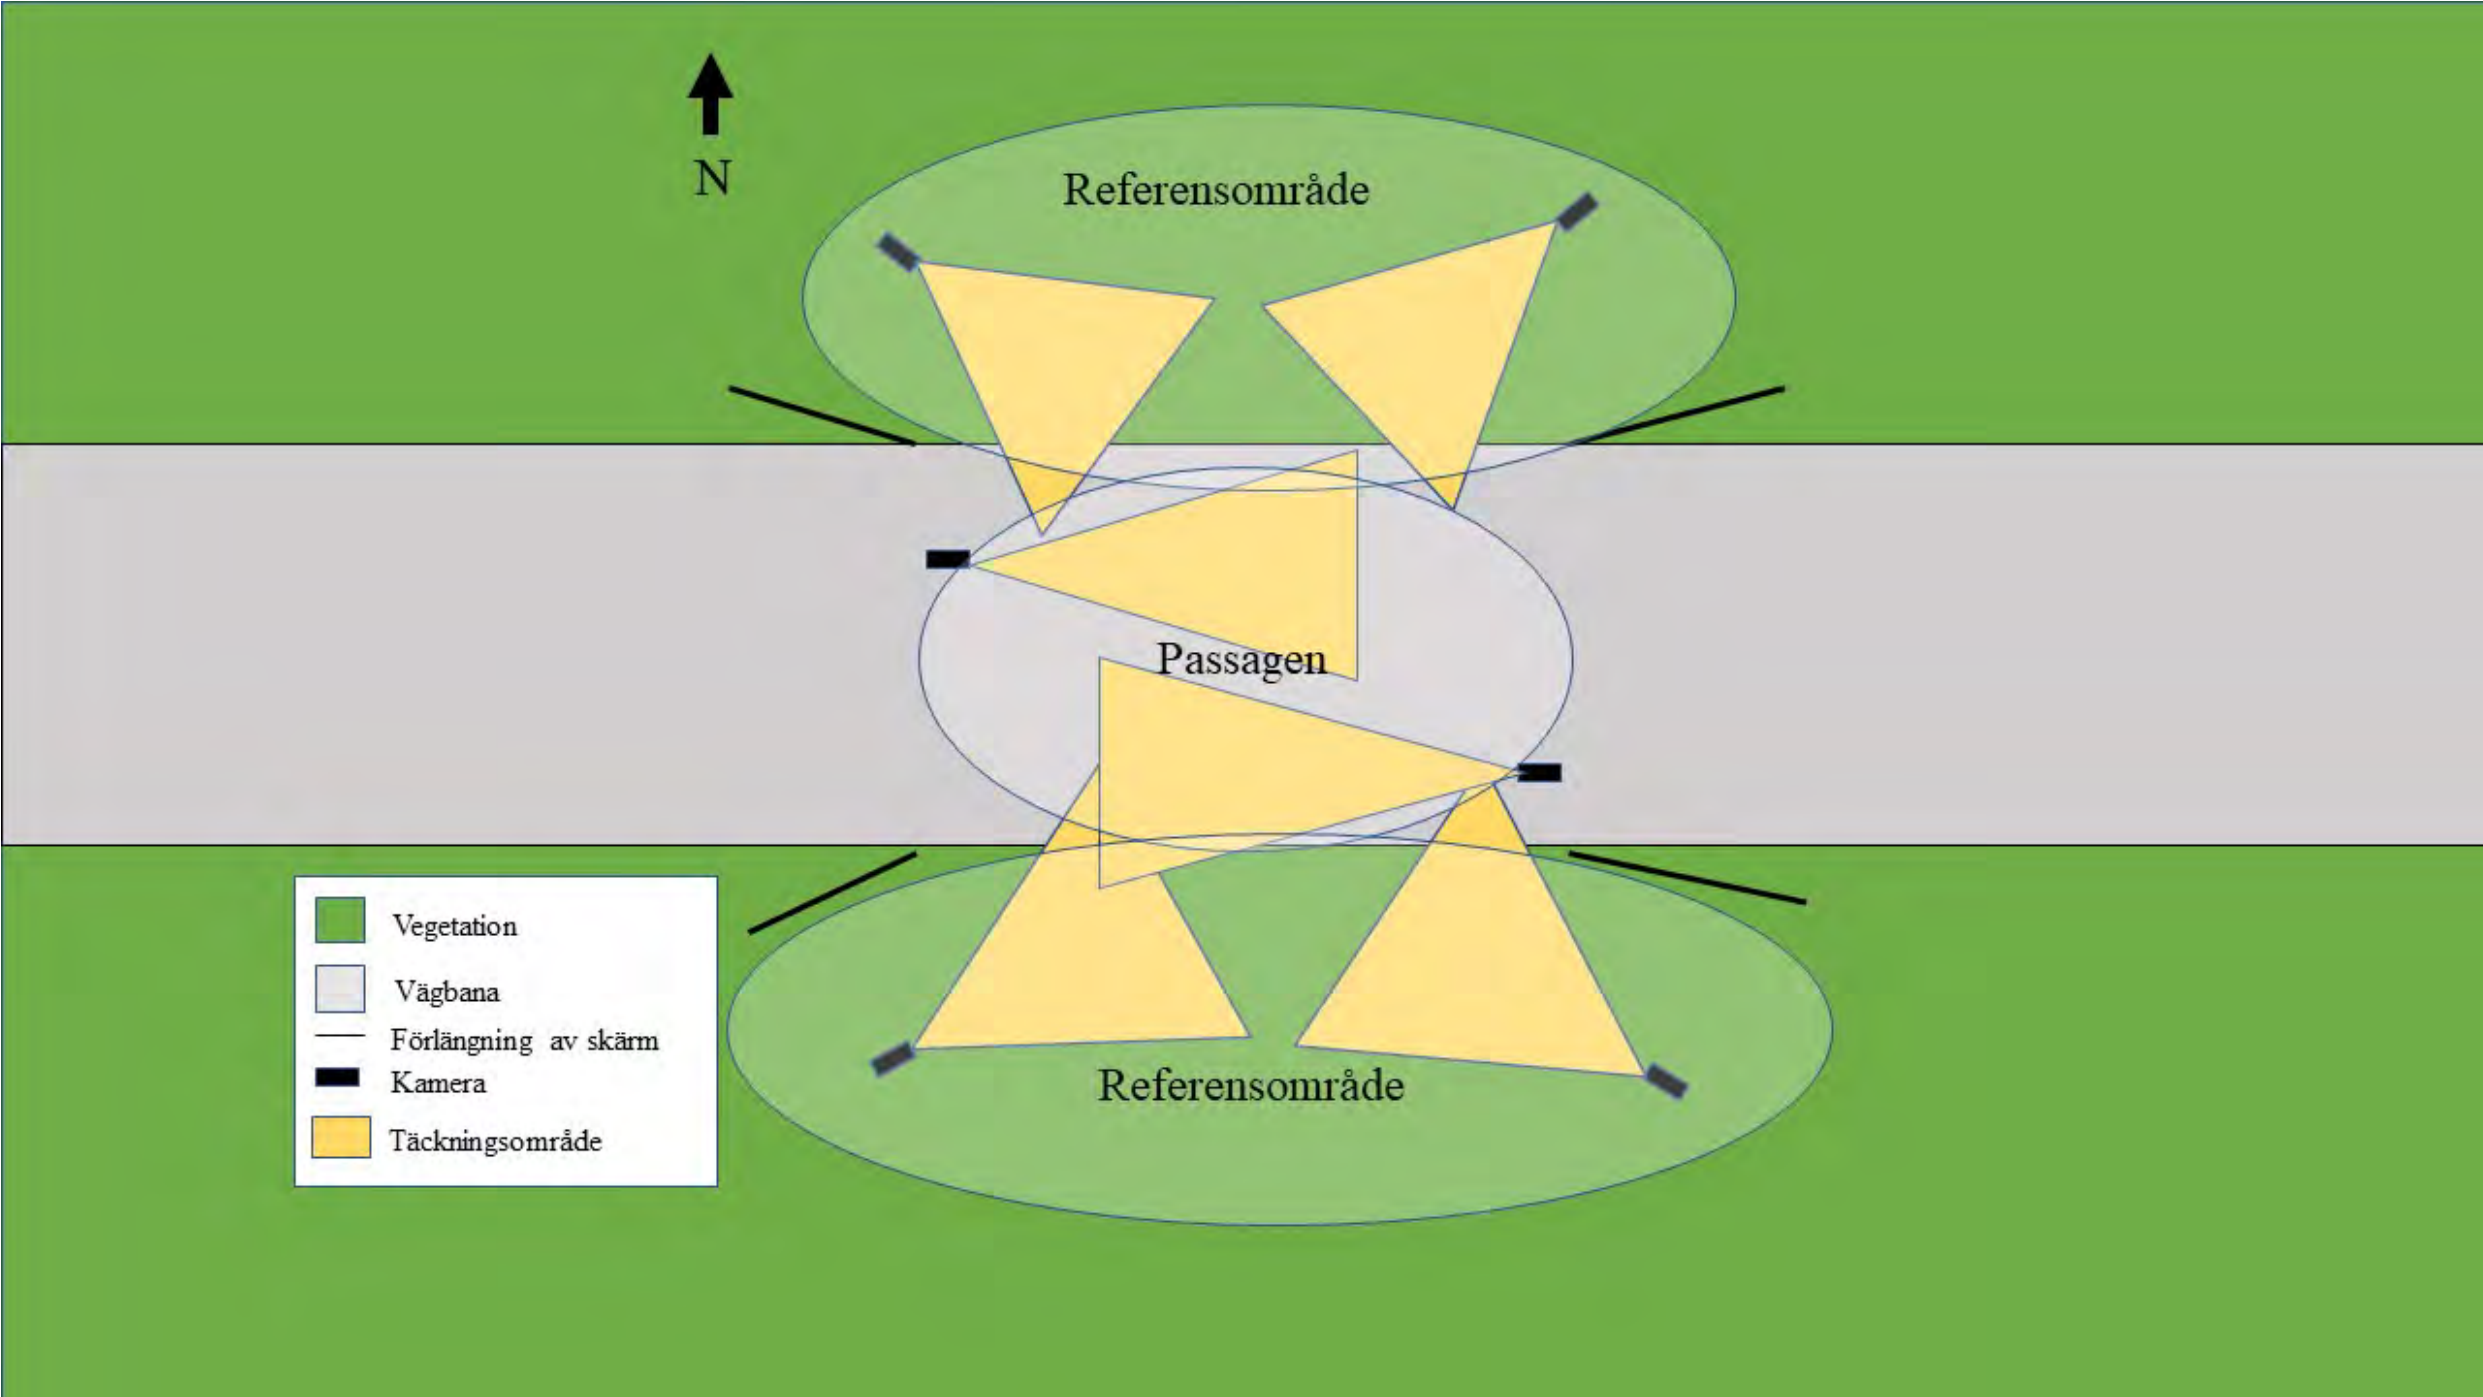 N
Referensområde
Passagen
Referensområde
Vegetation
Vägbana
Förlängning av skärm
Kamera
Täckningsområde